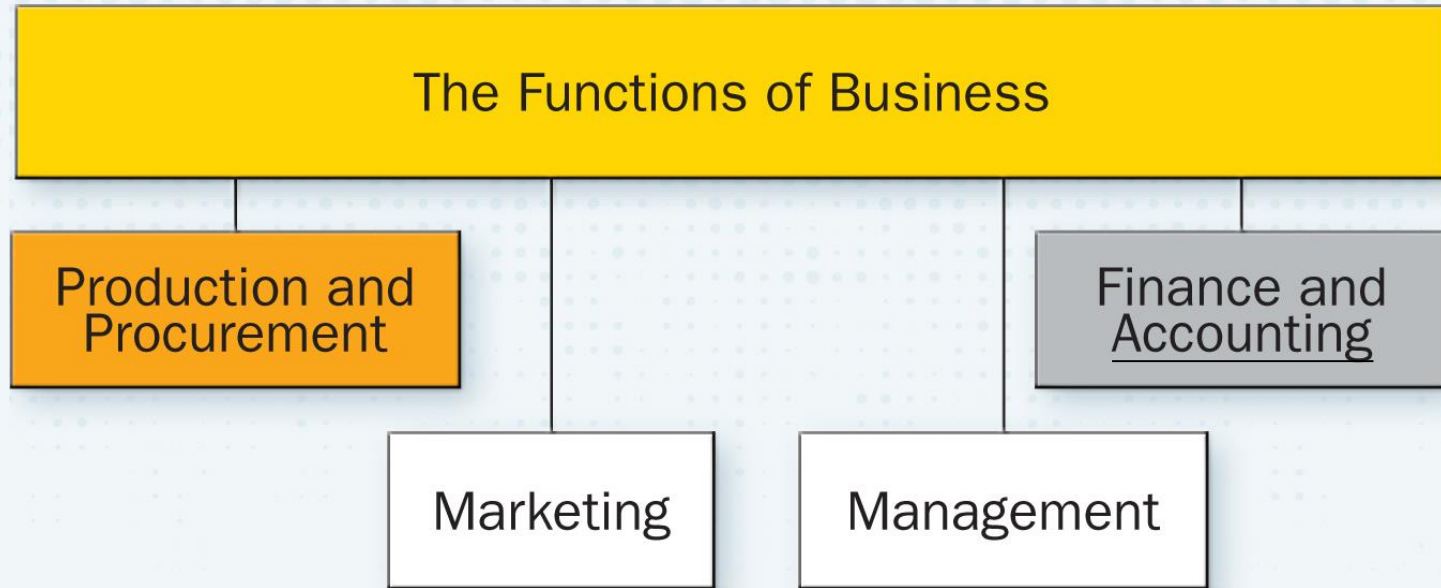 The Functions of Business
Production and
Procurement
Finance and
Accounting
Marketing
Management